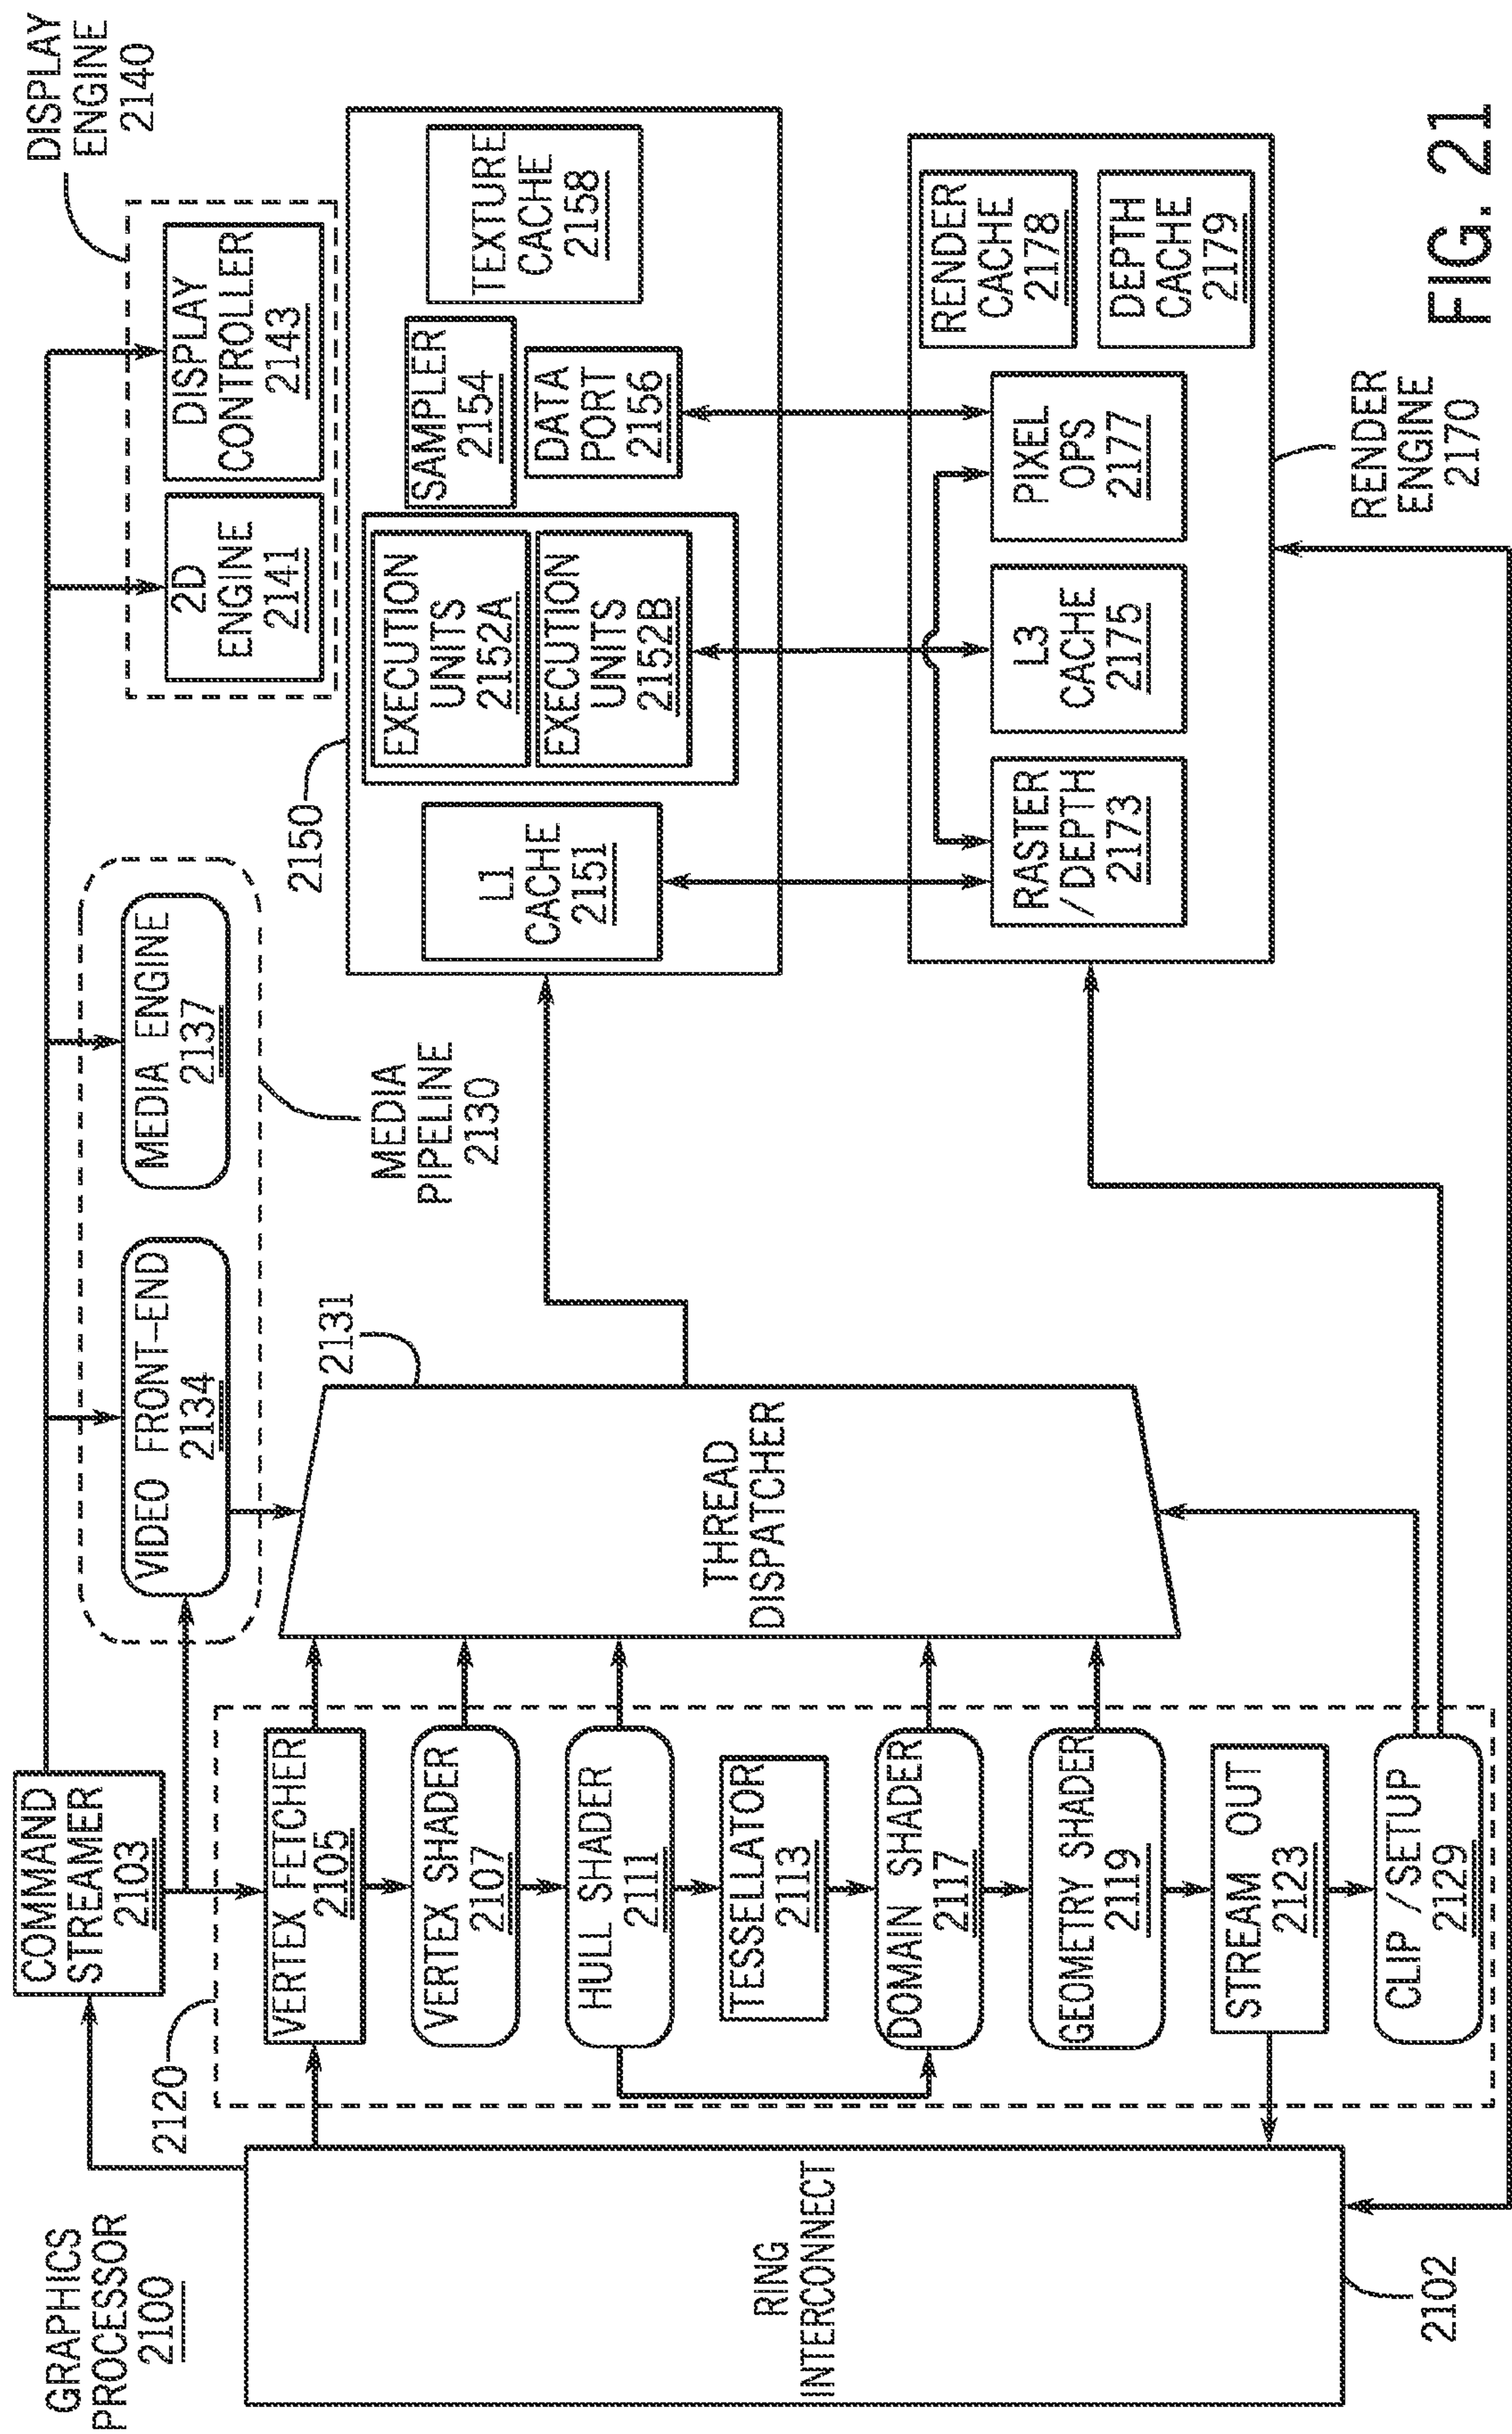 GRAPHICS
PROCESSOR
2100
COMMAND
STREAMER
2103
DISPLAY
ENGINE
2140
2120
VIDEO FRONT-END
2134
MEDIA ENGINE
2137
MEDIA
PIPELINE
2130
2D
ENGINE
2141
DISPLAY
CONTROLLER
2143
RING
INTERCONNECT
2102
VERTEX FETCHER
2105
VERTEX SHADER
2107
HULL SHADER
2111
TESSELLATOR
2113
DOMAIN SHADER
2117
GEOMETRY SHADER
2119
STREAM OUT
2123
CLIP/SETUP
2129
2131
THREAD
DISPATCHER
2150
L1
CACHE
2151
EXECUTION
UNITS
2152A
EXECUTION
UNITS
2152B
SAMPLER
2154
DATA
PORT
2156
TEXTURE
CACHE
2158
RASTER
/DEPTH
2173
L3
CACHE
2175
PIXEL
OPS
2177
RENDER
CACHE
2178
DEPTH
CACHE
2179
RENDER
ENGINE
2170
FIG. 21